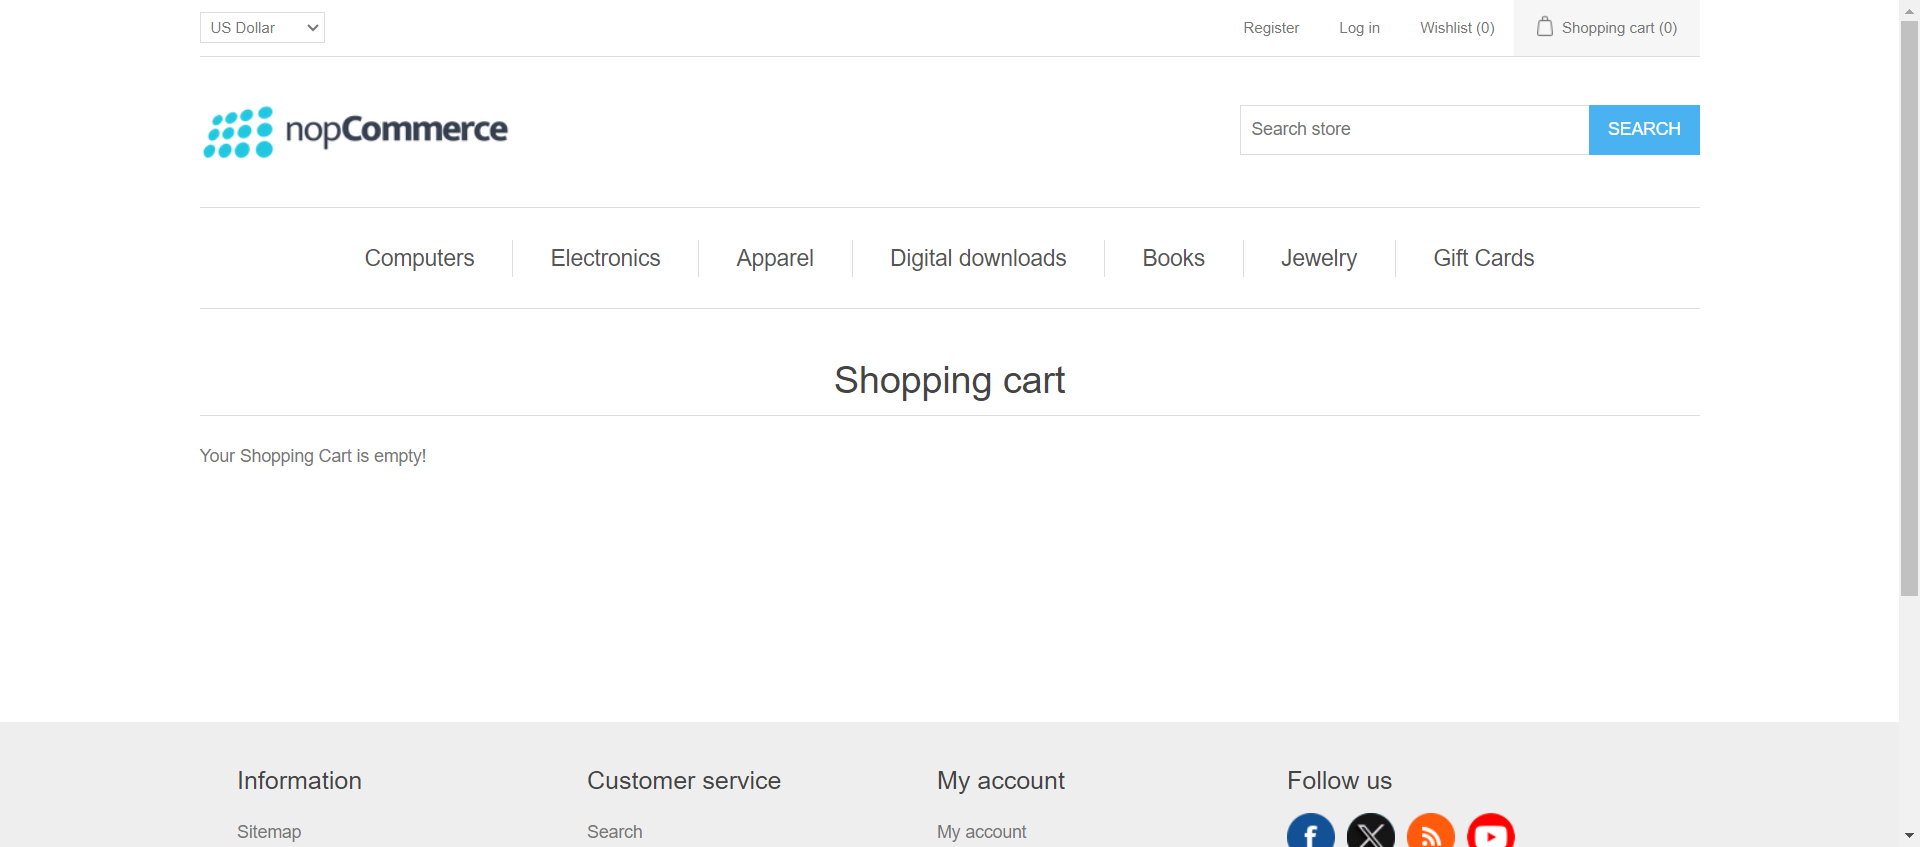 US Dollar
Register
Log in
Wishlist (0)
Shopping cart (0)
nopCommerce
Search store
SEARCH
Computers
Electronics
Apparel
Digital downloads
Books
Jewelry
Gift Cards
Shopping cart
Your Shopping Cart is empty!
Information
Customer service
My account
Follow us
Sitemap
Search
My account